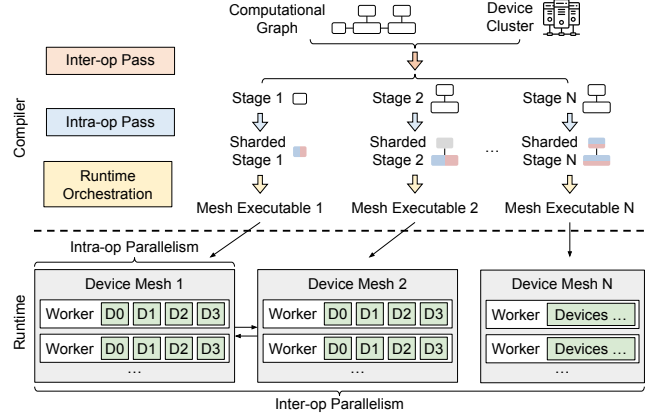 Computational
Graph
Device
Cluster
Compiler
Inter-op Pass
Stage 1
Stage 2
Stage N
Intra-op Pass
Sharded
Stage 1
Sharded
Stage 2
...
Sharded
Stage N
Runtime
Orchestration
Mesh Executable 1
Mesh Executable 2
Mesh Executable N
Intra-op Parallelism
Runtime
Device Mesh 1
Worker D0 D1 D2 D3
Worker D0 D1 D2 D3
...
Device Mesh 2
Worker D0 D1 D2 D3
Worker D0 D1 D2 D3
...
Device Mesh N
Worker Devices ...
Worker Devices ...
...
Inter-op Parallelism